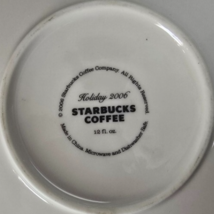 © 2006 Starbucks Coffee Company. All Rights Reserved.
Holiday 2006
STARBUCKS
COFFEE
12 fl. oz.
Made in China. Microwave and Dishwasher Safe.